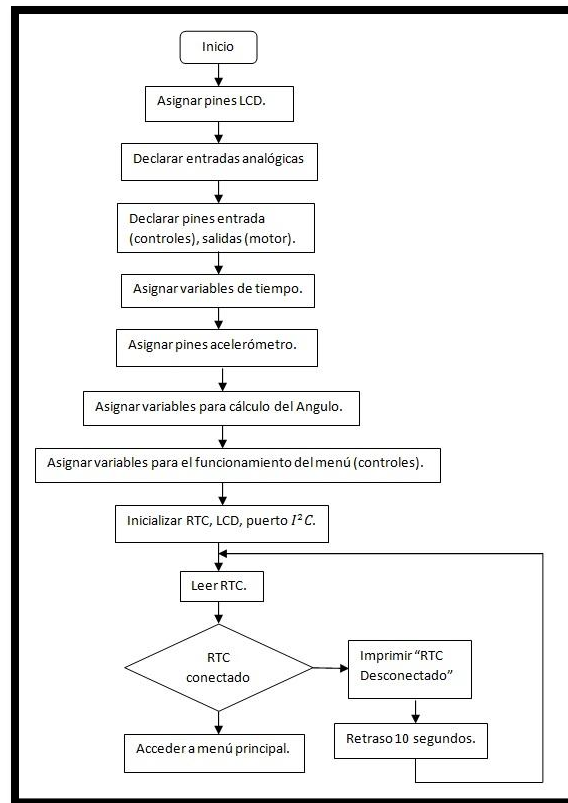 Inicio
Asignar pines LCD.
Declarar entradas analógicas
Declarar pines entrada
(controles), salidas (motor).
Asignar variables de tiempo.
Asignar pines acelerómetro.
Asignar variables para cálculo del Angulo.
Asignar variables para el funcionamiento del menú (controles).
Inicializar RTC, LCD, puerto I²C.
Leer RTC.
RTC
conectado
Imprimir “RTC
Desconectado”
Retraso 10 segundos.
Acceder a menú principal.